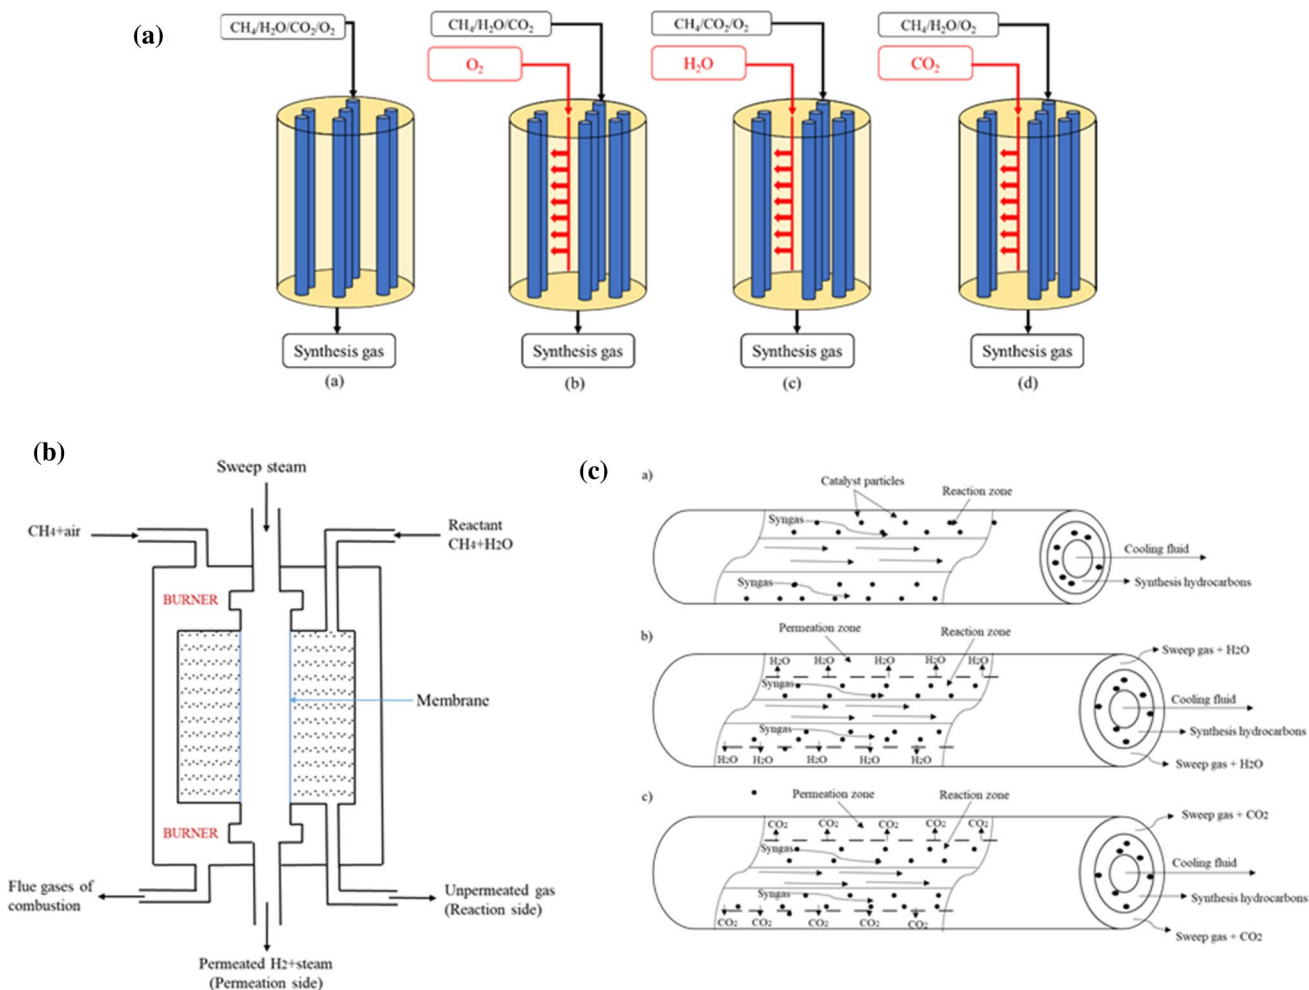 (a)
CH₄/H₂O/CO₂/O₂
CH₄/H₂O/CO₂
CH₄/CO₂/O₂
CH₄/H₂O/O₂
O₂
H₂O
CO₂
Synthesis gas
Synthesis gas
Synthesis gas
Synthesis gas
(a)
(b)
(c)
(d)
(b)
Sweep steam
CH4+air
Reactant
CH4+H2O
BURNER
Membrane
BURNER
Flue gases of
combustion
Unpermeated gas
(Reaction side)
Permeated H2+steam
(Permeation side)
(c)
a)
Catalyst particles
Reaction zone
Syngas
Cooling fluid
Syngas
Synthesis hydrocarbons
b)
Permeation zone
Reaction zone
H2O H2O H2O H2O H2O
Sweep gas + H2O
Syngas
Cooling fluid
Syngas
Synthesis hydrocarbons
H2O H2O H2O H2O H2O
Sweep gas + H2O
c)
Permeation zone
Reaction zone
CO2 CO2 CO2 CO2 CO2
Sweep gas + CO2
Syngas
Cooling fluid
Syngas
Synthesis hydrocarbons
CO2 CO2 CO2 CO2 CO2
Sweep gas + CO2